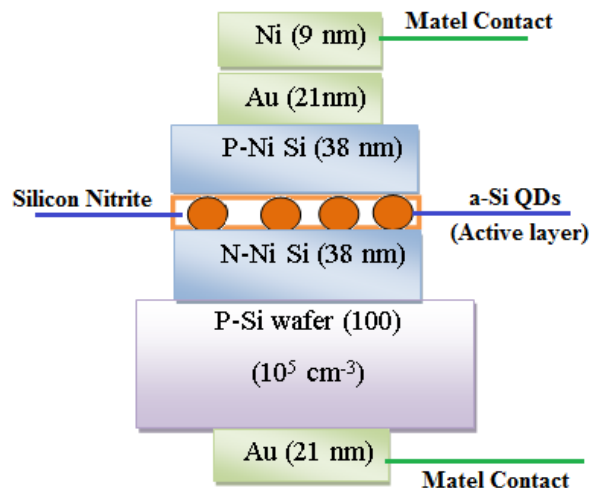 Ni (9 nm)
Matel Contact
Au (21nm)
P-Ni Si (38 nm)
Silicon Nitrite
a-Si QDs
(Active layer)
N-Ni Si (38 nm)
P-Si wafer (100)
(10⁵ cm⁻³)
Au (21 nm)
Matel Contact